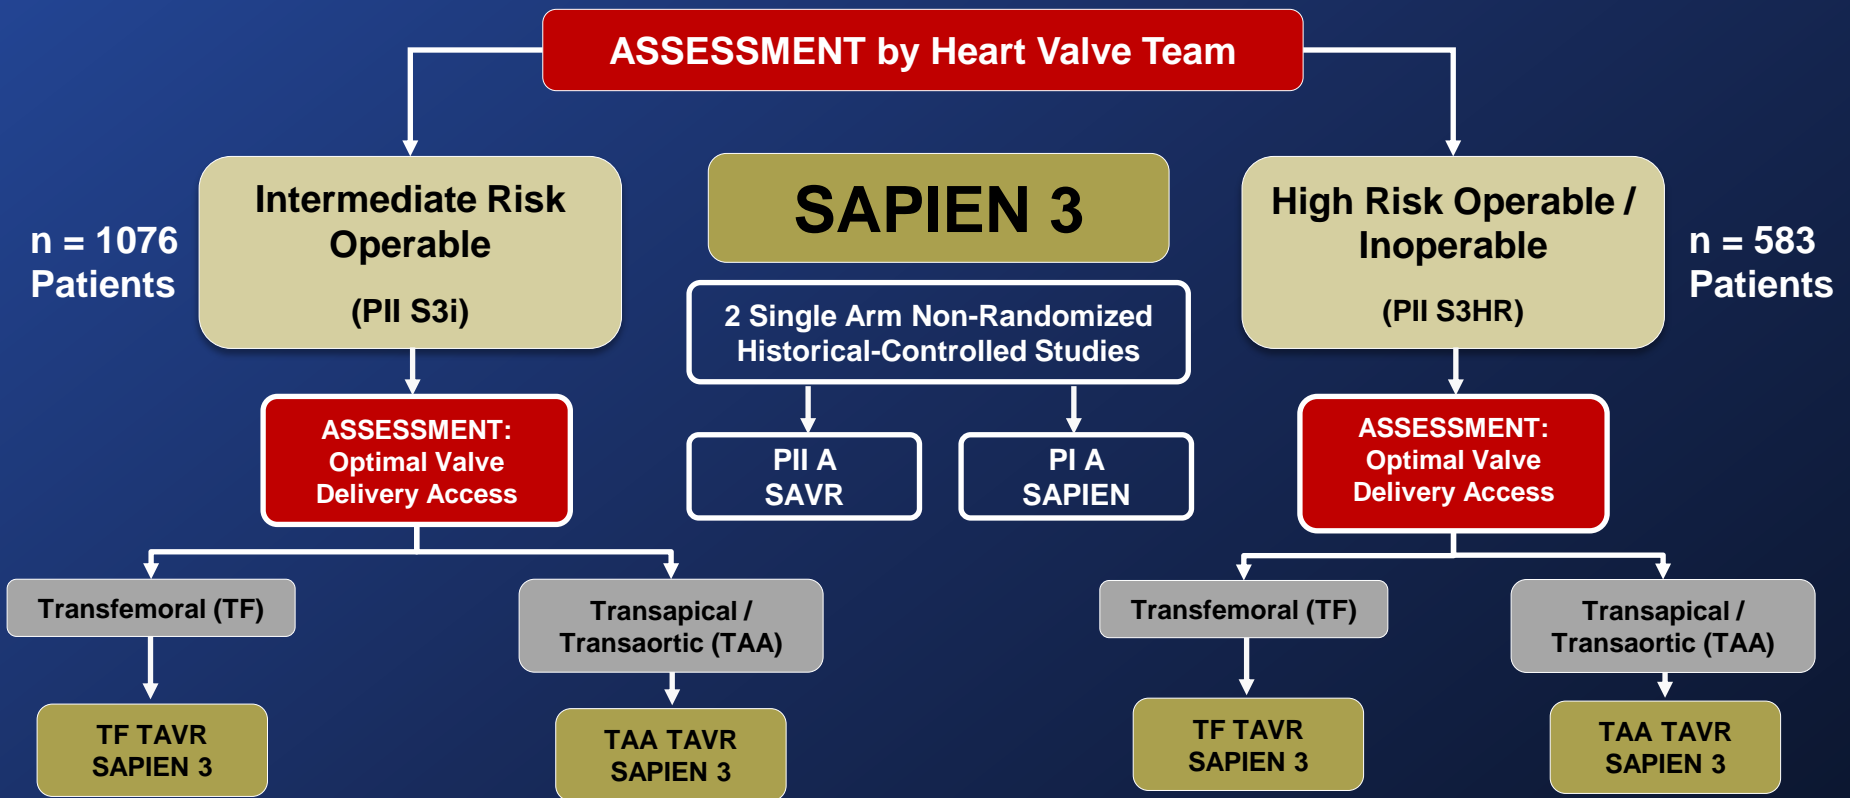 ASSESSMENT by Heart Valve Team
n = 1076
Patients
Intermediate Risk
Operable
(PII S3i)
SAPIEN 3
2 Single Arm Non-Randomized
Historical-Controlled Studies
PII A
SAVR
PI A
SAPIEN
High Risk Operable /
Inoperable
(PII S3HR)
n = 583
Patients
ASSESSMENT:
Optimal Valve
Delivery Access
Transfemoral (TF)
Transapical /
Transaortic (TAA)
TF TAVR
SAPIEN 3
TAA TAVR
SAPIEN 3
ASSESSMENT:
Optimal Valve
Delivery Access
Transfemoral (TF)
Transapical /
Transaortic (TAA)
TF TAVR
SAPIEN 3
TAA TAVR
SAPIEN 3